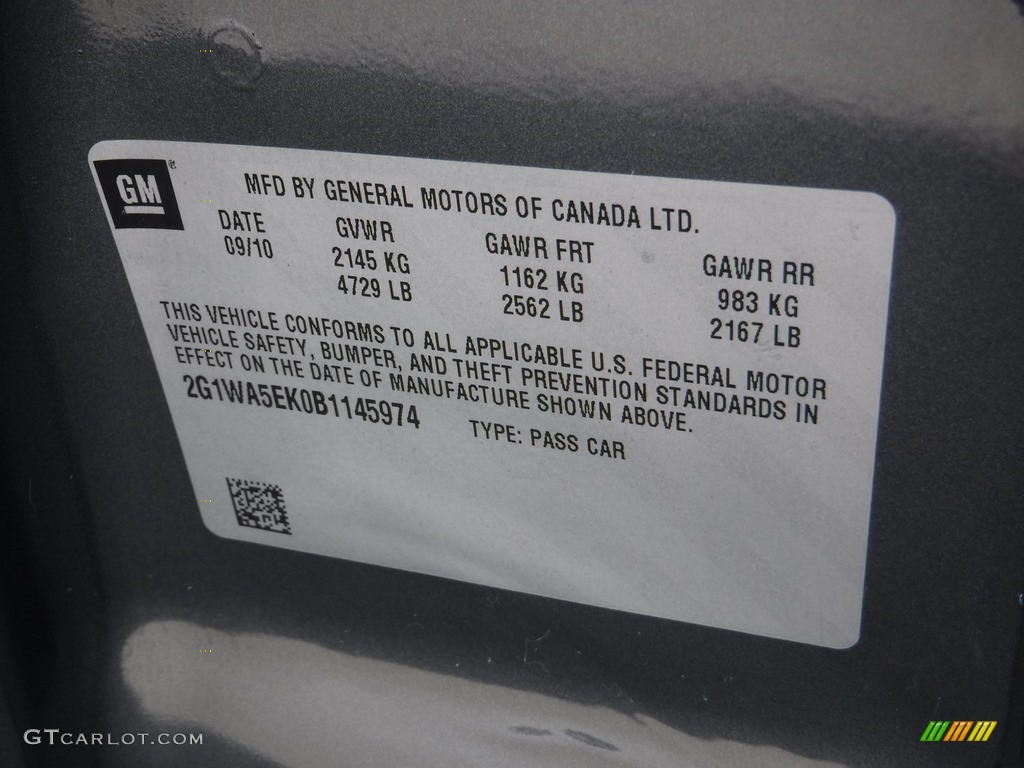 GM®
MFD BY GENERAL MOTORS OF CANADA LTD.
DATE GVWR GAWR FRT GAWR RR
09/10 2145 KG 1162 KG 983 KG
4729 LB 2562 LB 2167 LB
THIS VEHICLE CONFORMS TO ALL APPLICABLE U.S. FEDERAL MOTOR
VEHICLE SAFETY, BUMPER, AND THEFT PREVENTION STANDARDS IN
EFFECT ON THE DATE OF MANUFACTURE SHOWN ABOVE.
2G1WA5EK0B1145974 TYPE: PASS CAR
GTCARLOT.COM